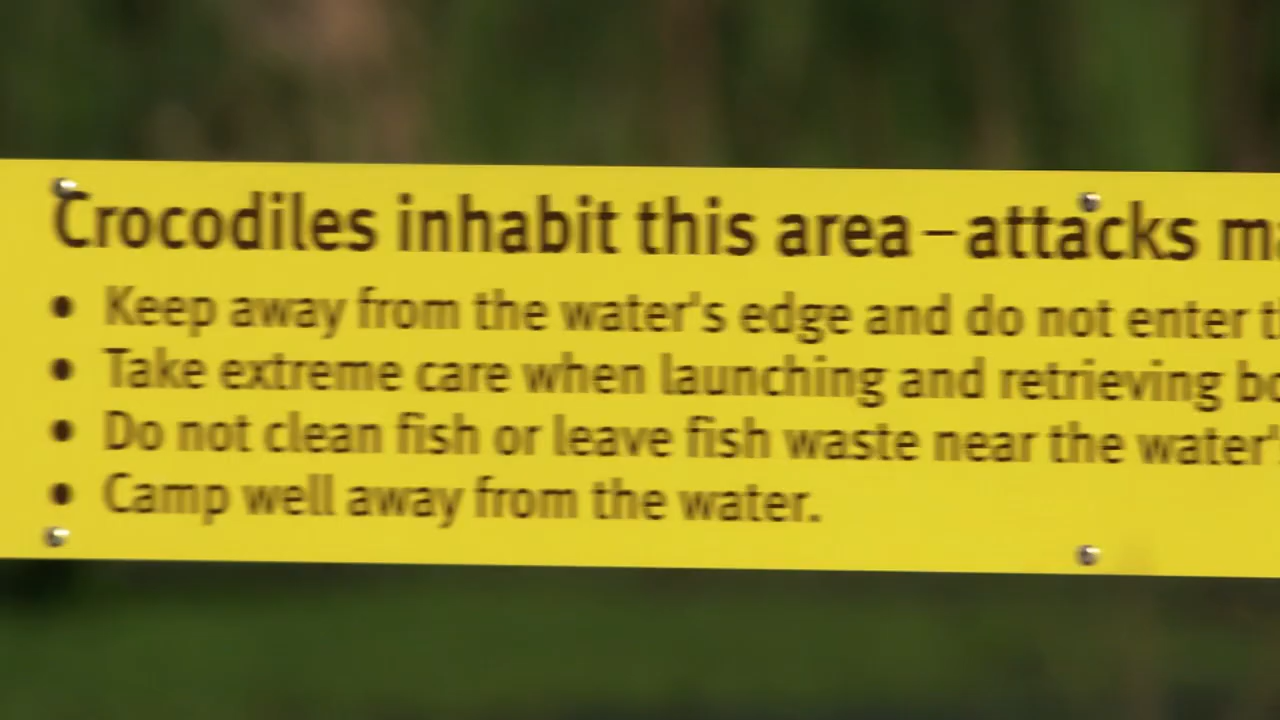 Crocodiles inhabit this area – attacks
• Keep away from the water's edge and do not enter
• Take extreme care when launching and retrieving
• Do not clean fish or leave fish waste near the water's
• Camp well away from the water.